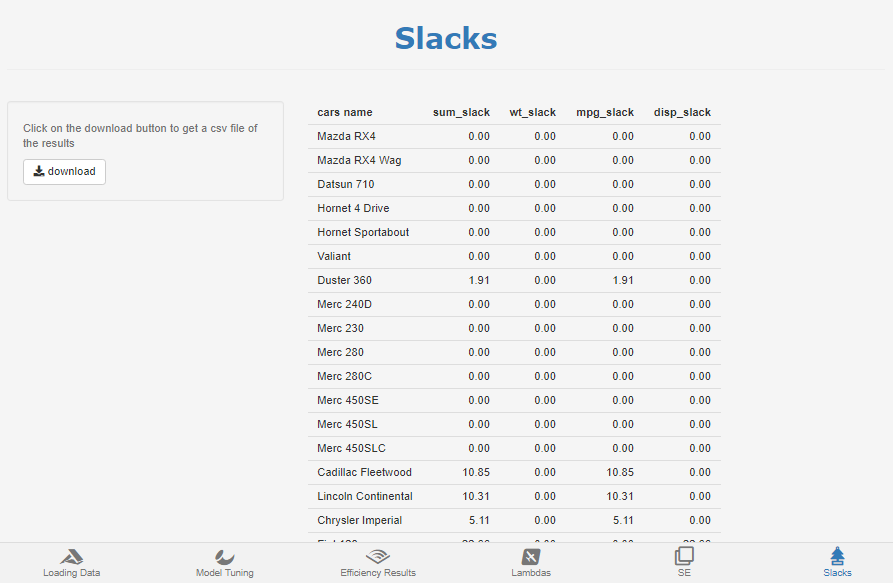 Slacks
Click on the download button to get a csv file of
the results
download
cars name sum_slack wt_slack mpg_slack disp_slack
Mazda RX4 0.00 0.00 0.00 0.00
Mazda RX4 Wag 0.00 0.00 0.00 0.00
Datsun 710 0.00 0.00 0.00 0.00
Hornet 4 Drive 0.00 0.00 0.00 0.00
Hornet Sportabout 0.00 0.00 0.00 0.00
Valiant 0.00 0.00 0.00 0.00
Duster 360 1.91 0.00 1.91 0.00
Merc 240D 0.00 0.00 0.00 0.00
Merc 230 0.00 0.00 0.00 0.00
Merc 280 0.00 0.00 0.00 0.00
Merc 280C 0.00 0.00 0.00 0.00
Merc 450SE 0.00 0.00 0.00 0.00
Merc 450SL 0.00 0.00 0.00 0.00
Merc 450SLC 0.00 0.00 0.00 0.00
Cadillac Fleetwood 10.85 0.00 10.85 0.00
Lincoln Continental 10.31 0.00 10.31 0.00
Chrysler Imperial 5.11 0.00 5.11 0.00
Loading Data Model Tuning Efficiency Results Lambdas SE Slacks